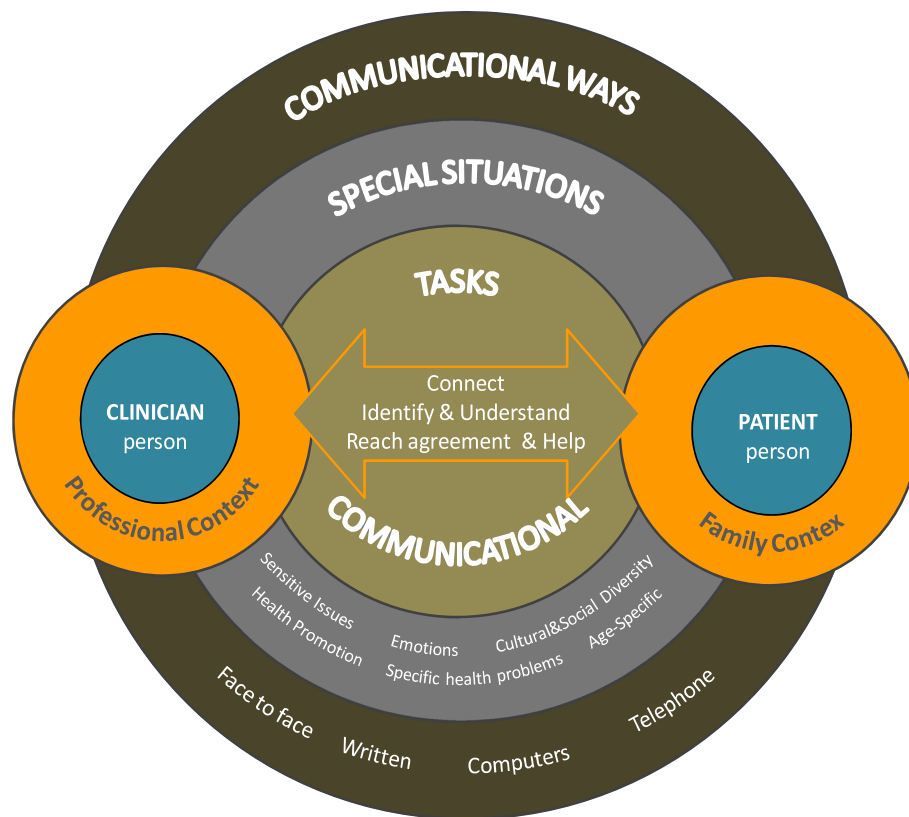 COMMUNICATIONAL WAYS
SPECIAL SITUATIONS
TASKS
Connect
Identify & Understand
Reach agreement & Help
CLINICIAN
person
Professional Context
PATIENT
person
Family Contex
COMMUNICATIONAL
Sensitive Issues
Health Promotion
Emotions
Specific health problems
Cultural&Social Diversity
Age-Specific
Face to face
Written
Computers
Telephone